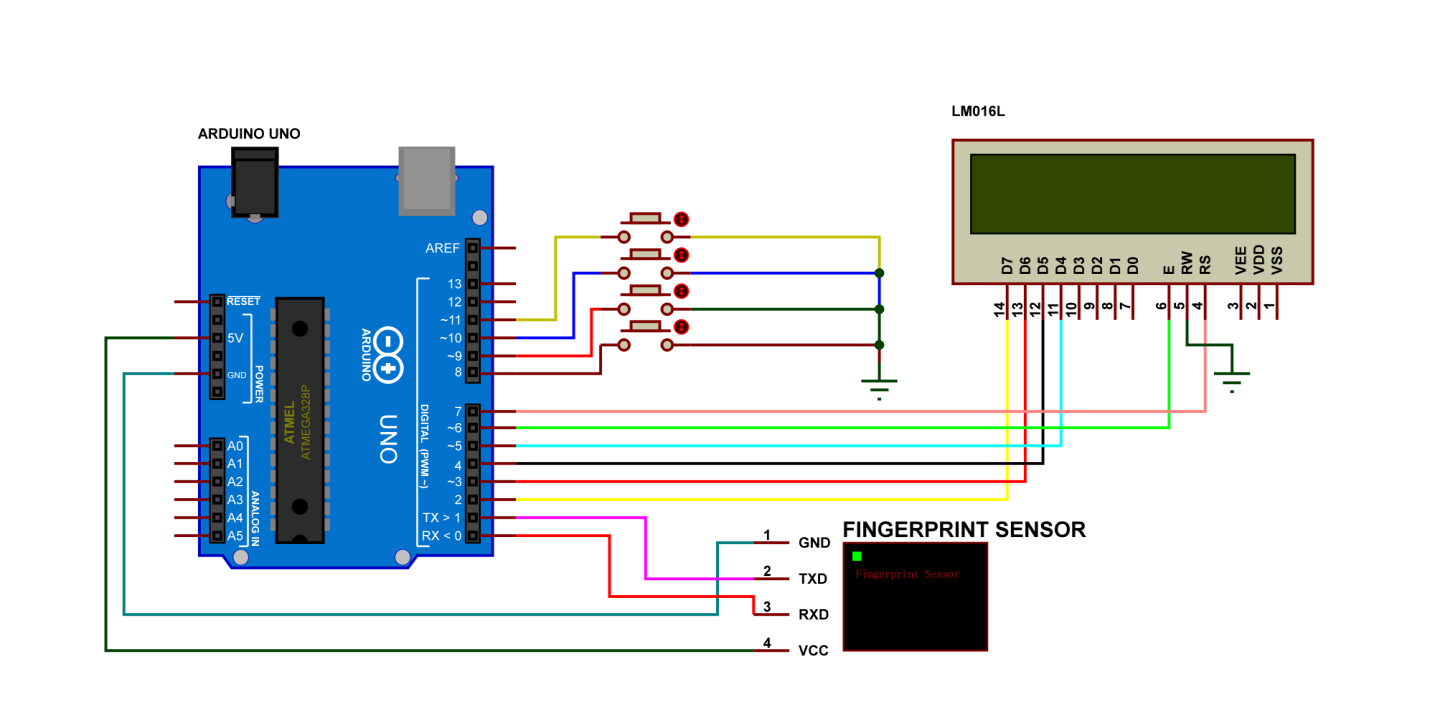 LM016L
ARDUINO UNO
AREF
13
12
~11
~10
~9
8
7
~6
~5
4
~3
2
TX > 1
RX < 0
DIGITAL (PWM ~)
ARDUINO
UNO
RESET
5V
GND
POWER
A0
A1
A2
A3
A4
A5
ANALOG IN
ATMEL
ATMEGA328P
D7
D6
D5
D4
D3
D2
D1
D0
E
RW
RS
VEE
VDD
VSS
14
13
12
11
10
9
8
7
6
5
4
3
2
1
FINGERPRINT SENSOR
Fingerprint Sensor
1 GND
2 TXD
3 RXD
4 VCC